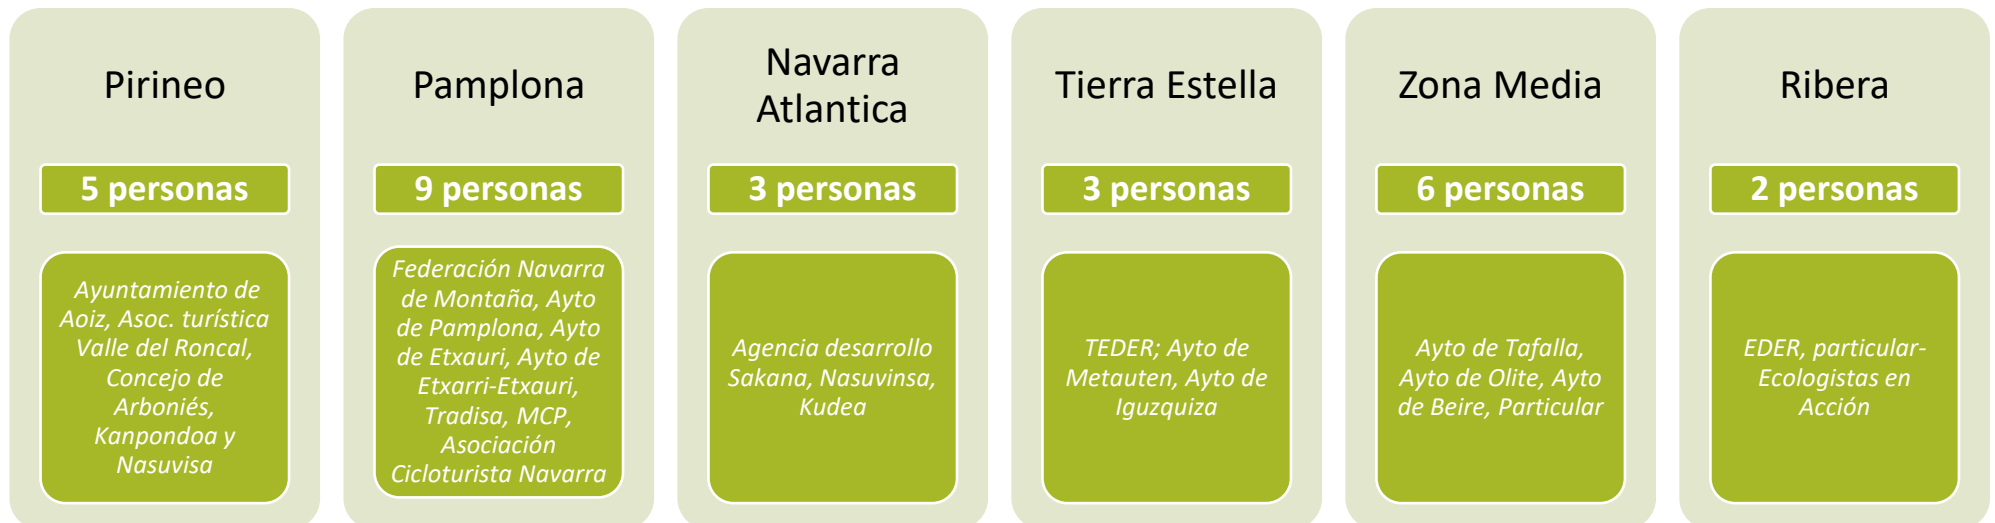 Pirineo
5 personas
Ayuntamiento de
Aoiz, Asoc. turística
Valle del Roncal,
Concejo de
Arboniés,
Kanpondoa y
Nasuvisa
Pamplona
9 personas
Federación Navarra
de Montaña, Ayto
de Pamplona, Ayto
de Etxauri, Ayto de
Etxarri-Etxauri,
Tradisa, MCP,
Asociación
Cicloturista Navarra
Navarra
Atlantica
3 personas
Agencia desarrollo
Sakana, Nasuvinsa,
Kudea
Tierra Estella
3 personas
TEDER; Ayto de
Metauten, Ayto de
Iguzquiza
Zona Media
6 personas
Ayto de Tafalla,
Ayto de Olite, Ayto
de Beire, Particular
Ribera
2 personas
EDER, particular-
Ecologistas en
Acción